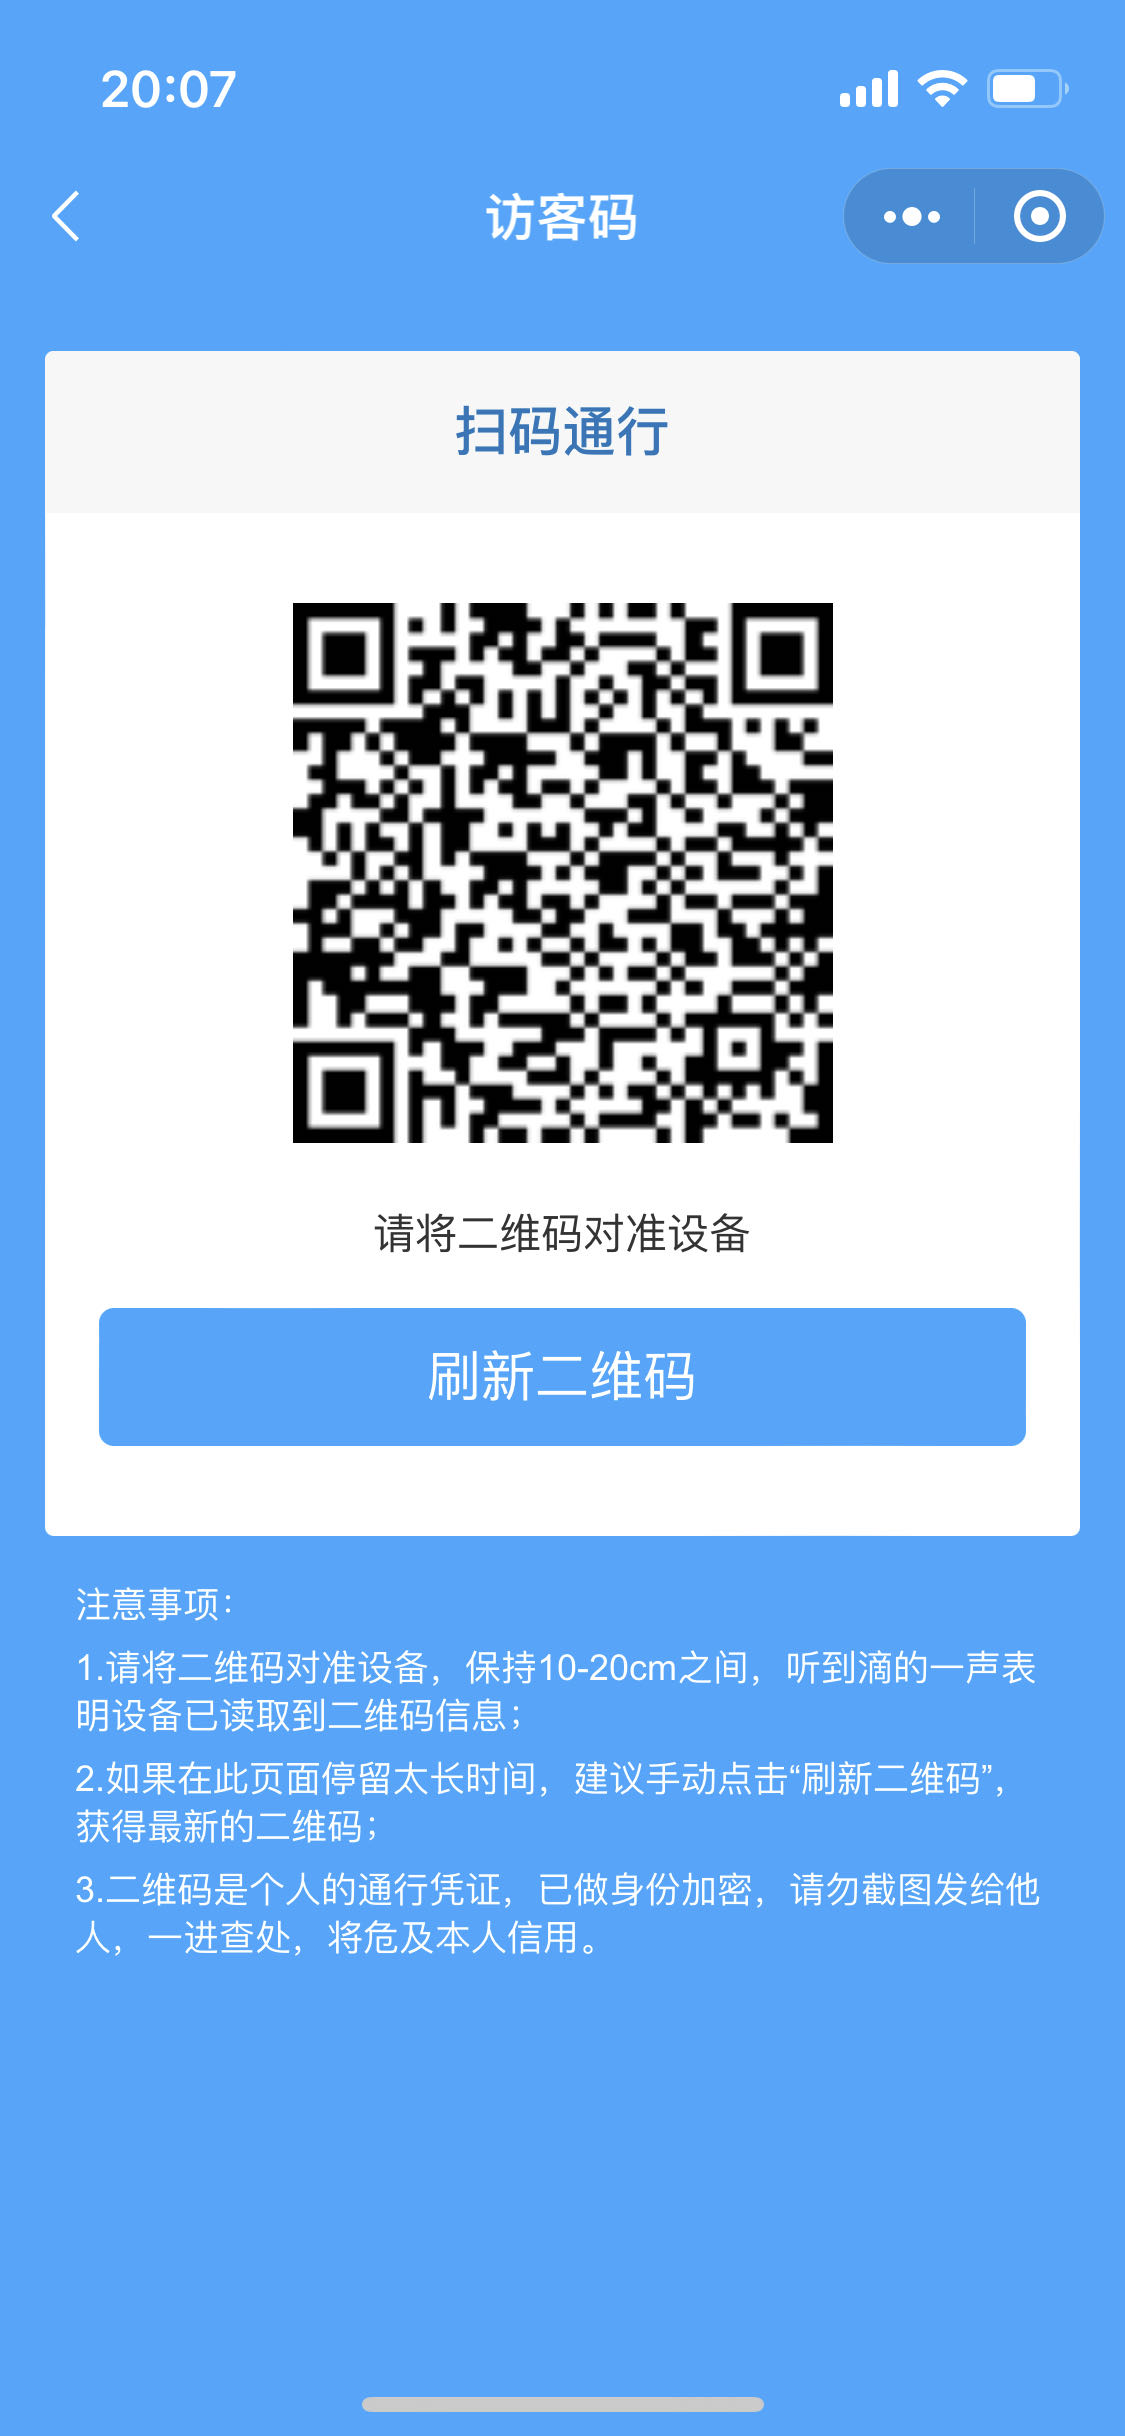 20:07
访客码
扫码通行
请将二维码对准设备
刷新二维码
注意事项：
1.请将二维码对准设备，保持10-20cm之间，听到滴的一声表
明设备已读取到二维码信息；
2.如果在此页面停留太长时间，建议手动点击“刷新二维码”，
获得最新的二维码；
3.二维码是个人的通行凭证，已做身份加密，请勿截图发给他
人，一进查处，将危及本人信用。